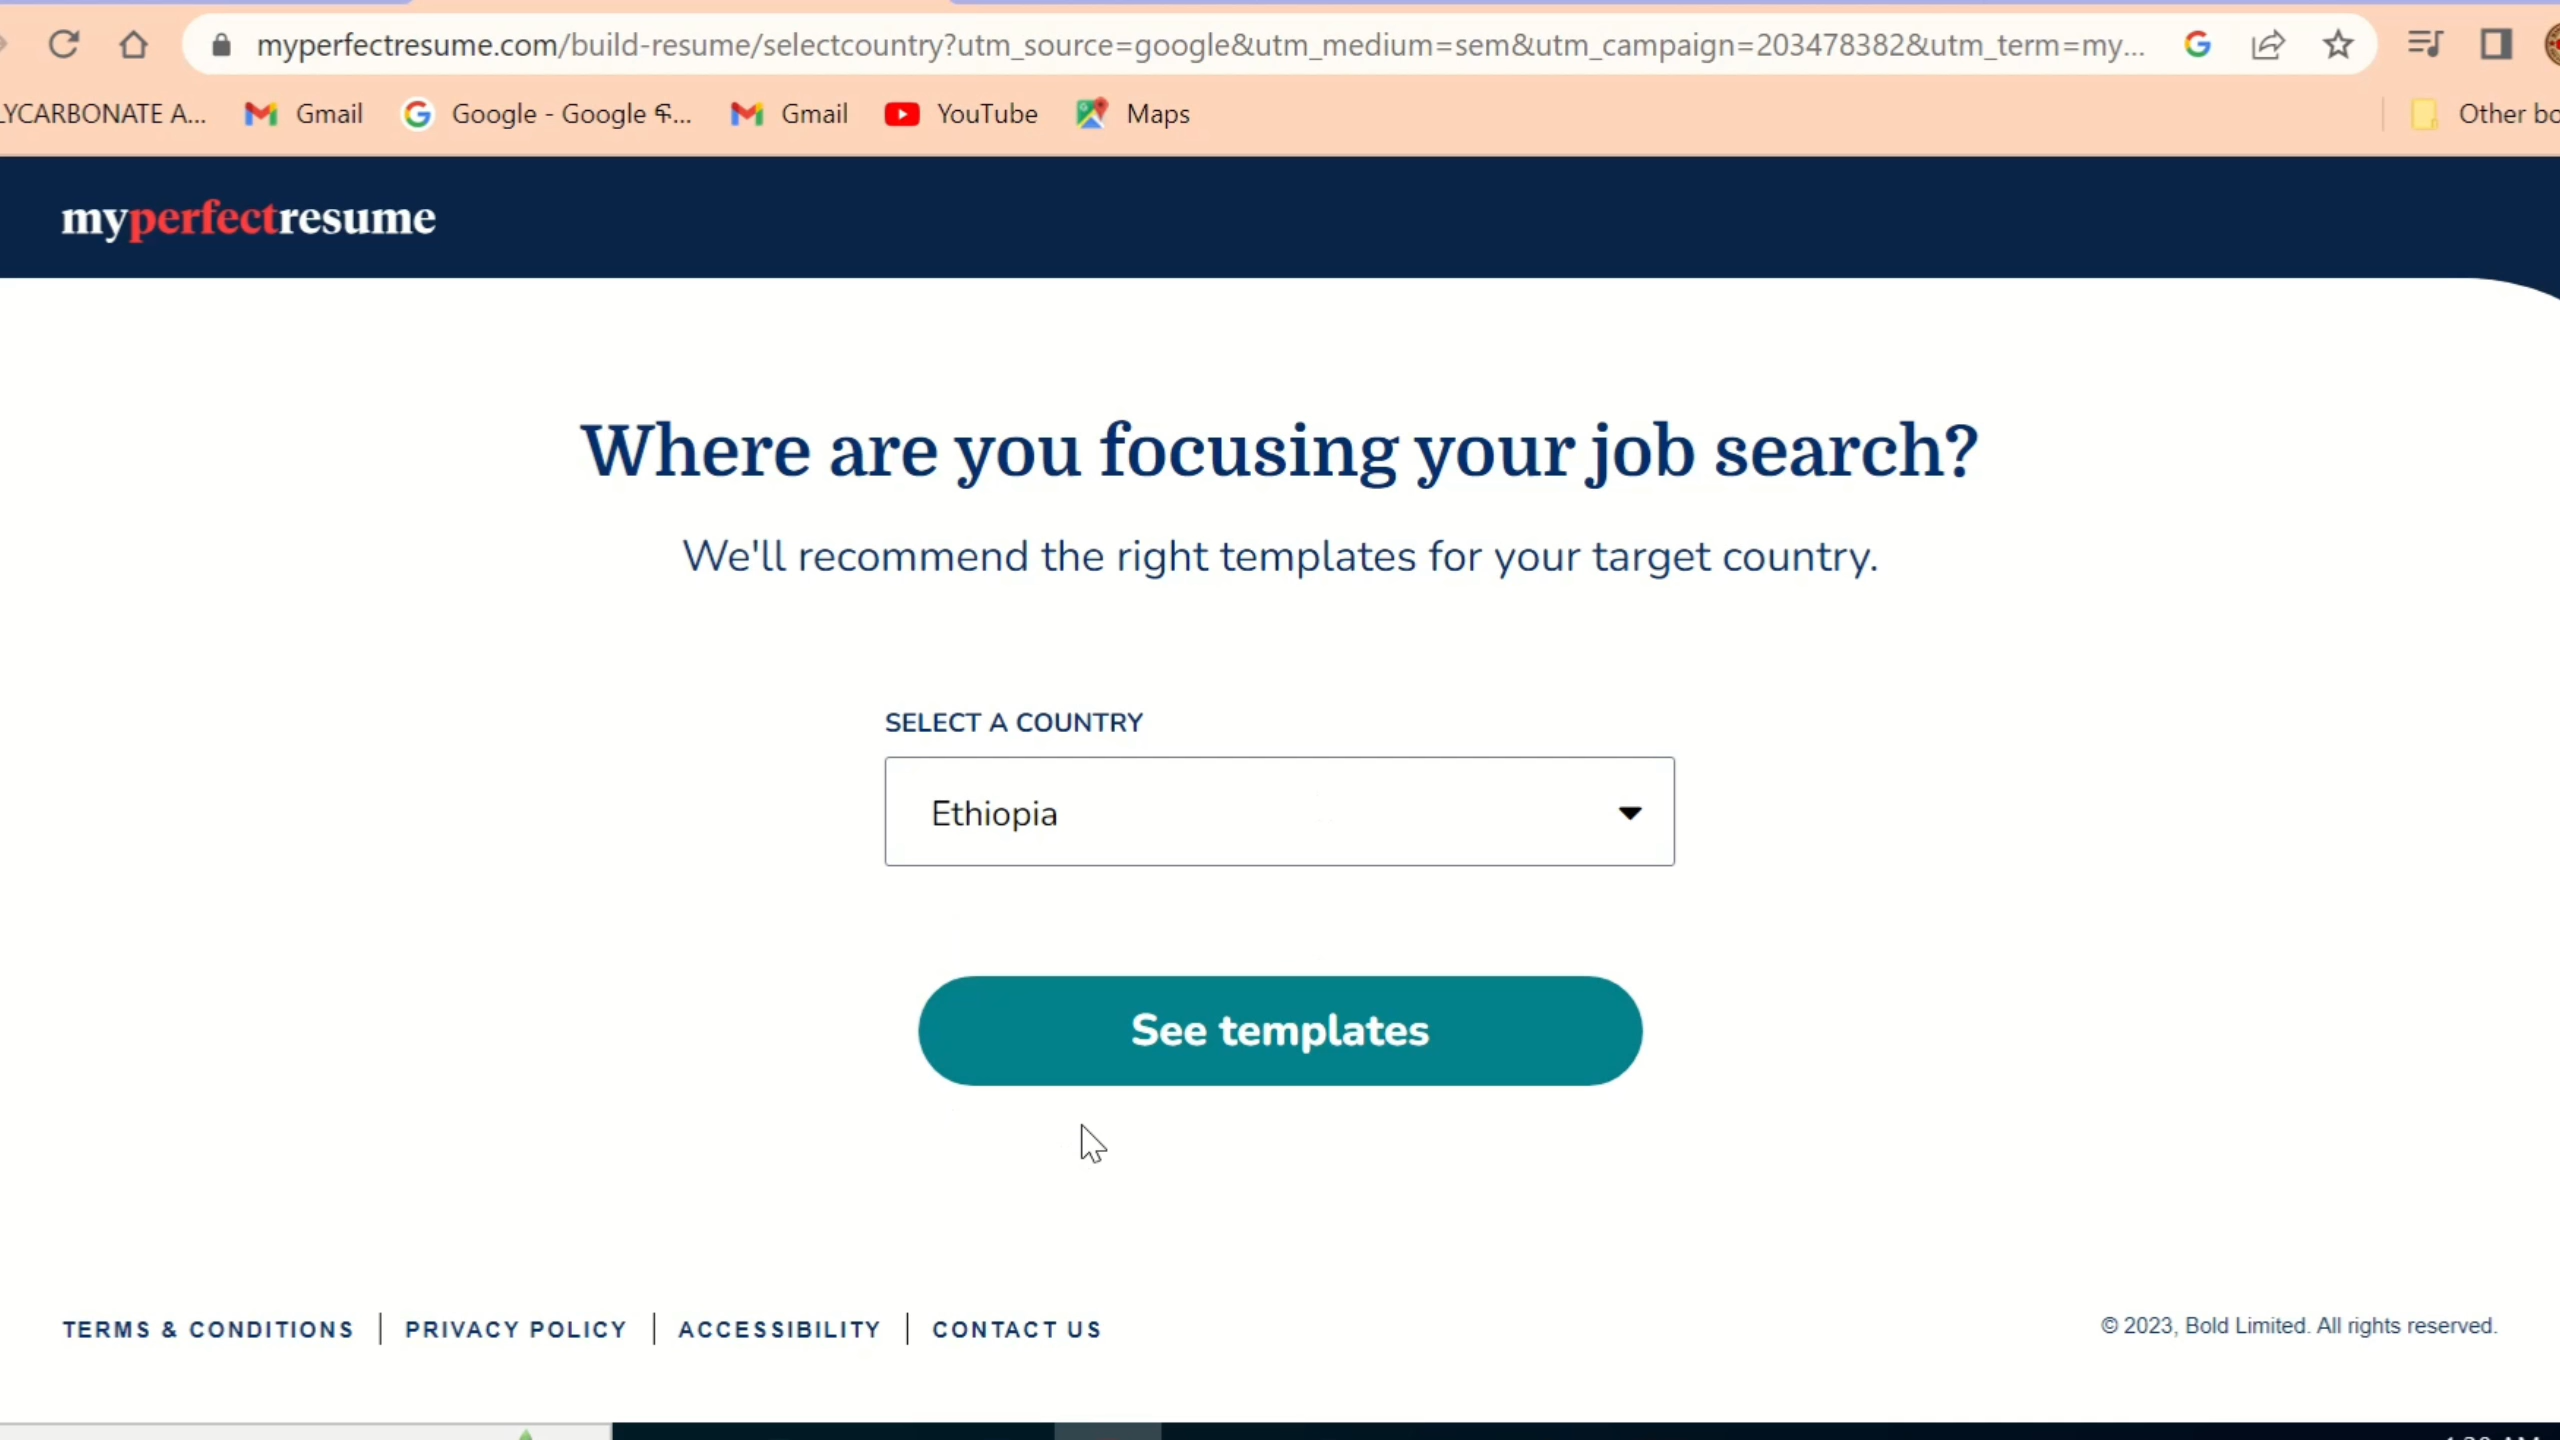 myperfectresume.com/build-resume/selectcountry?utm_source=google&utm_medium=sem&utm_campaign=203478382&utm_term=my...
LYCARBONATE A... Gmail Google - Google ፍ... Gmail YouTube Maps Other bo
myperfectresume
Where are you focusing your job search?
We'll recommend the right templates for your target country.
SELECT A COUNTRY
Ethiopia
See templates
TERMS & CONDITIONS | PRIVACY POLICY | ACCESSIBILITY | CONTACT US
© 2023, Bold Limited. All rights reserved.